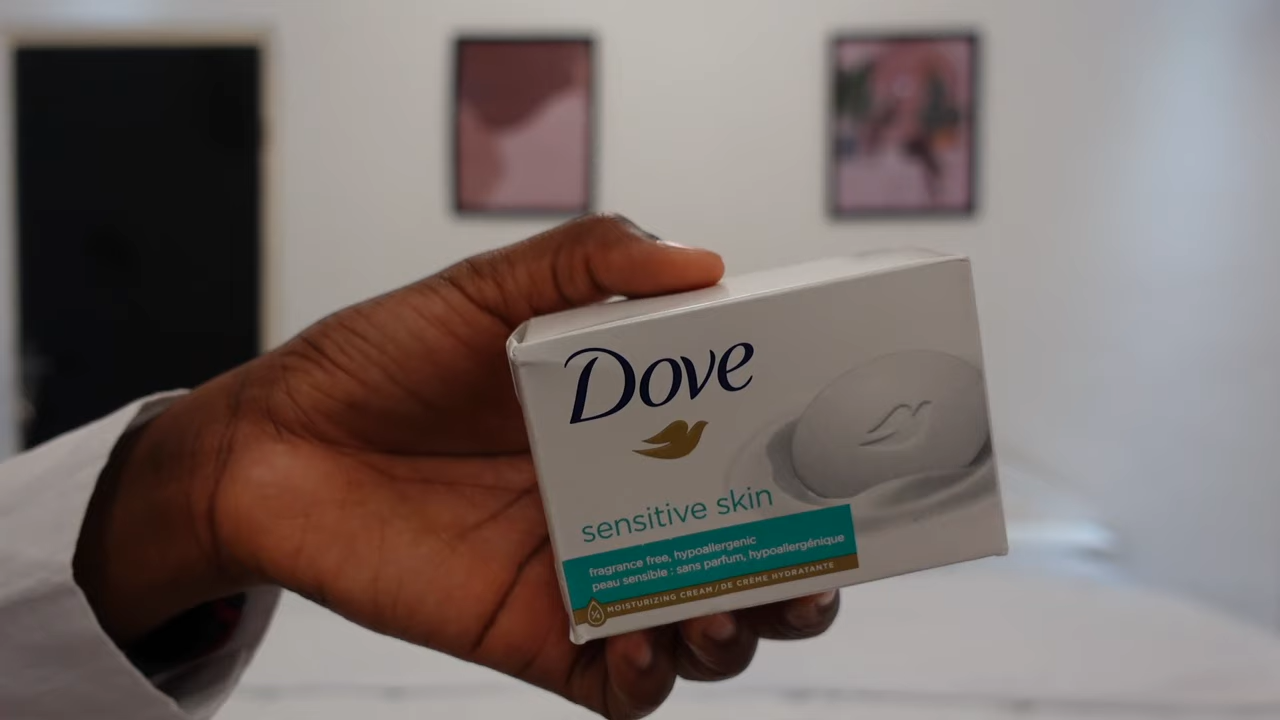 Dove
sensitive skin
fragrance free, hypoallergenic
peau sensible : sans parfum, hypoallergénique
¼ MOISTURIZING CREAM / DE CRÈME HYDRATANTE